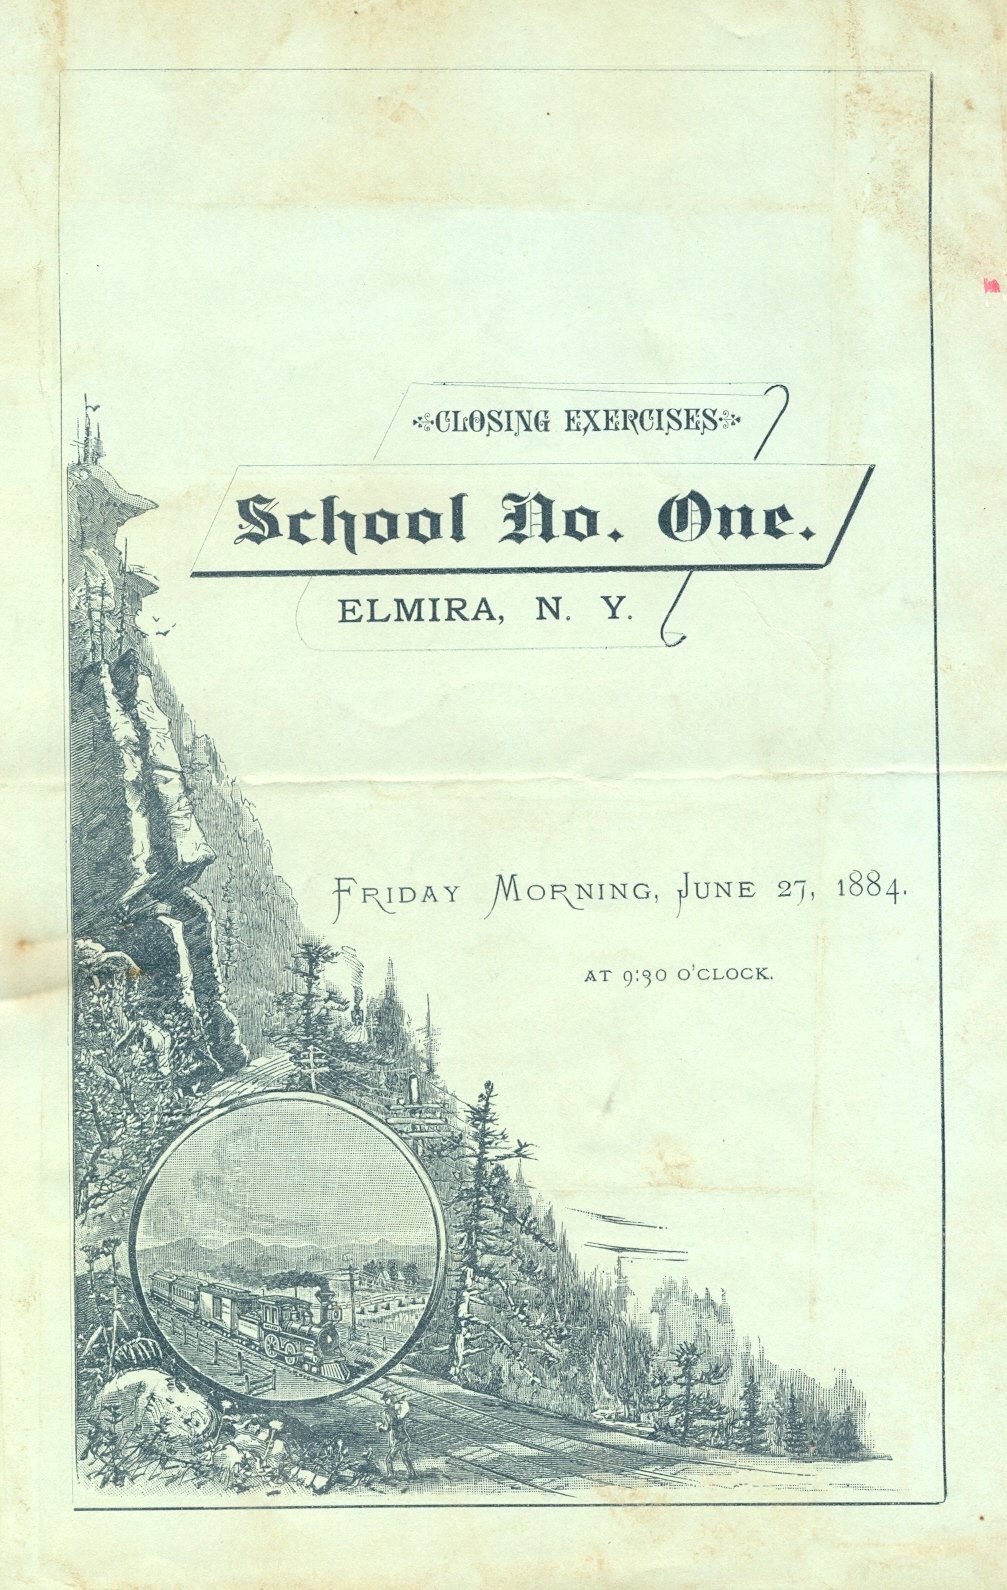 CLOSING EXERCISES
School No. One.
ELMIRA, N. Y.
FRIDAY MORNING, JUNE 27, 1884.
AT 9:30 O'CLOCK.